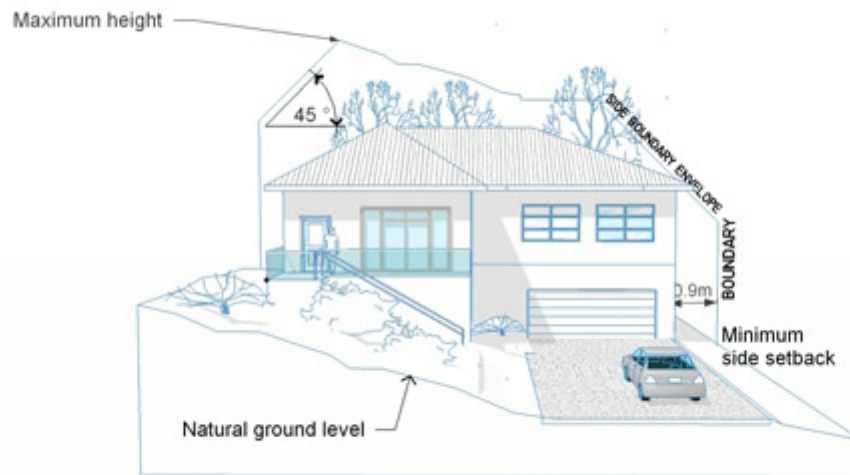 Maximum height
45 °
SIDE BOUNDARY ENVELOPE
BOUNDARY
0.9m
Minimum
side setback
Natural ground level